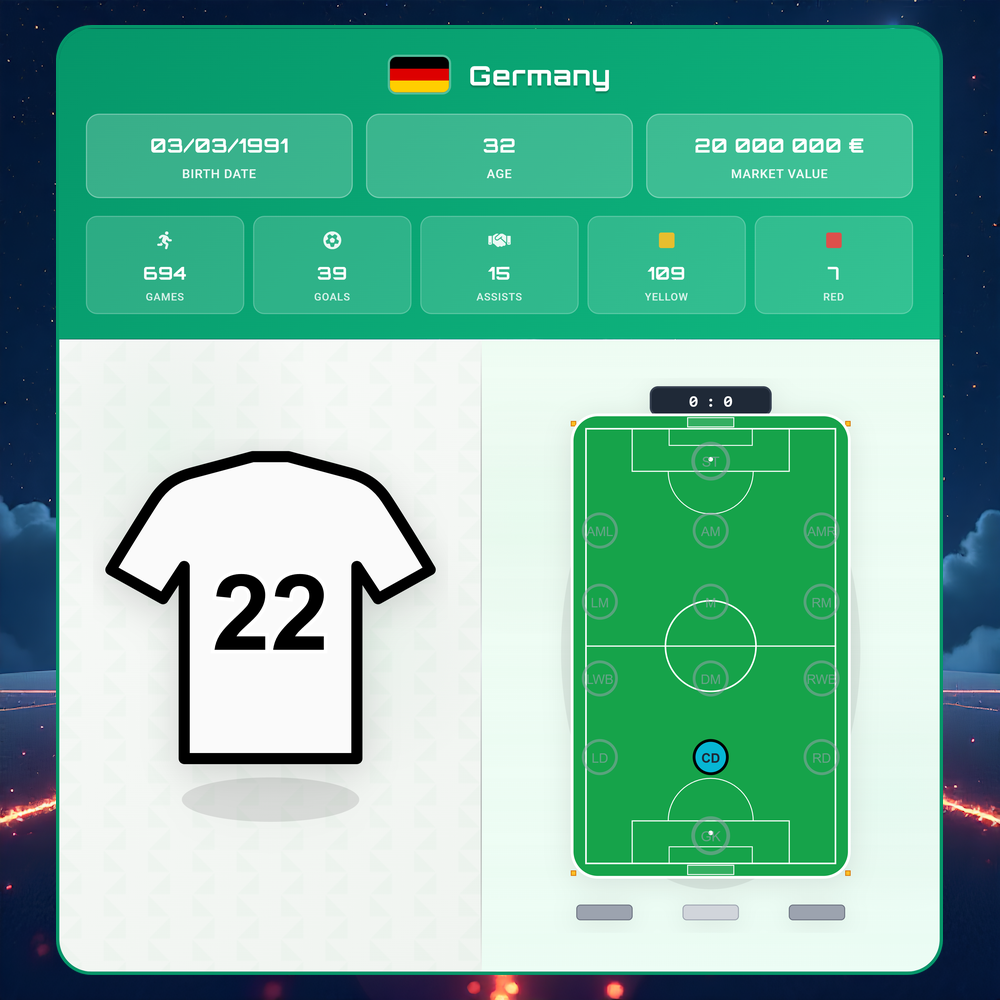 Germany
03/03/1991
BIRTH DATE
32
AGE
20 000 000 €
MARKET VALUE
694
GAMES
39
GOALS
15
ASSISTS
109
YELLOW
7
RED
22
0 : 0
ST
AML
AM
AMR
LM
M
RM
LWB
DM
RWB
LD
CD
RD
GK